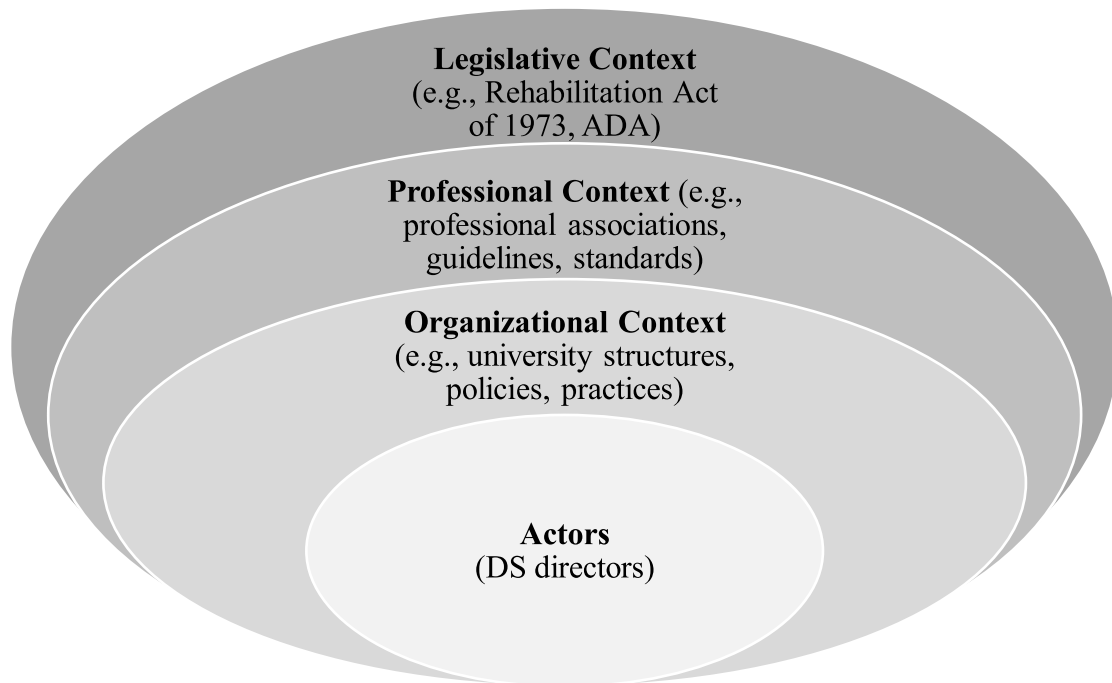 Legislative Context
(e.g., Rehabilitation Act
of 1973, ADA)
Professional Context (e.g.,
professional associations,
guidelines, standards)
Organizational Context
(e.g., university structures,
policies, practices)
Actors
(DS directors)